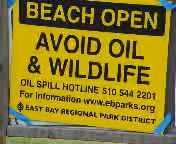 BEACH OPEN
AVOID OIL
& WILDLIFE
OIL SPILL HOTLINE 510 544 2201
For Information www.ebparks.org
EAST BAY REGIONAL PARK DISTRICT